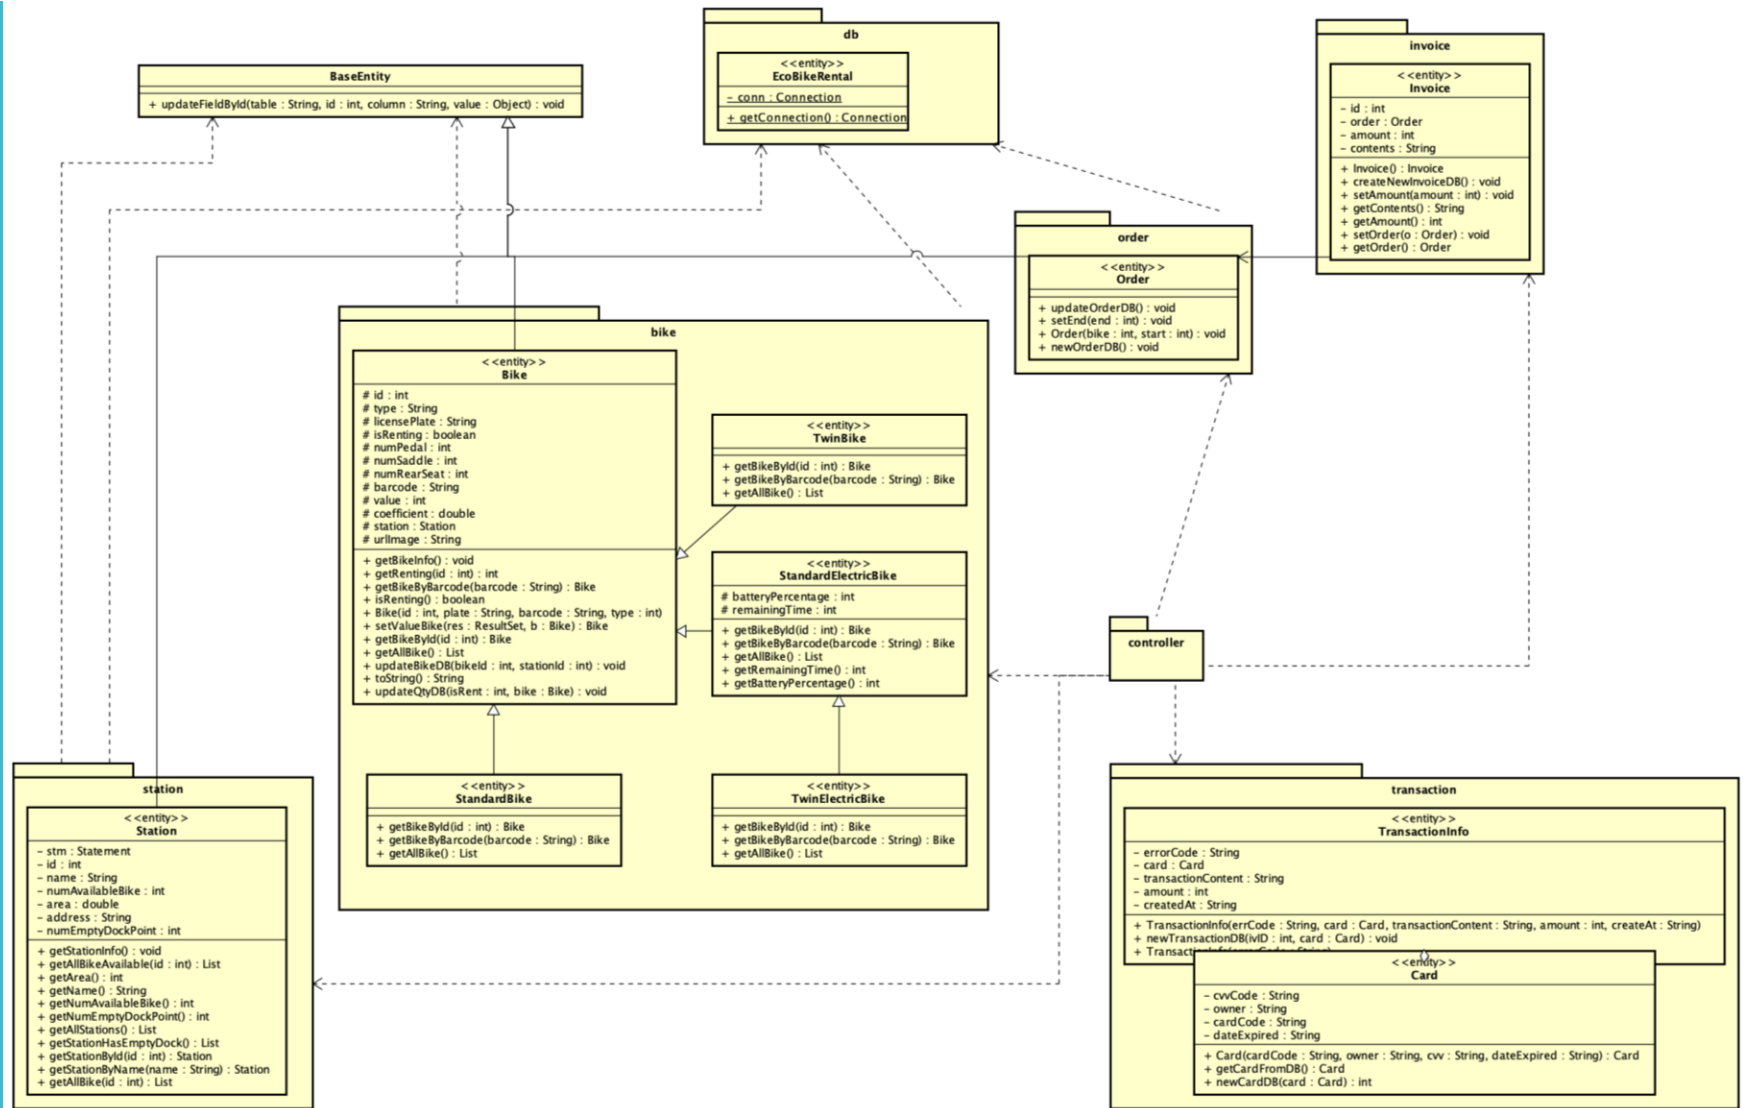 BaseEntity
+ updateFieldById(table : String, id : int, column : String, value : Object) : void
db
<<entity>>
EcoBikeRental
- conn : Connection
+ getConnection() : Connection
invoice
<<entity>>
Invoice
- id : int
- order : Order
- amount : int
- contents : String
+ Invoice() : Invoice
+ createNewInvoiceDB() : void
+ setAmount(amount : int) : void
+ getContents() : String
+ getAmount() : int
+ setOrder(o : Order) : void
+ getOrder() : Order
order
<<entity>>
Order
+ updateOrderDB() : void
+ setEnd(end : int) : void
+ Order(bike : int, start : int) : void
+ newOrderDB() : void
bike
<<entity>>
Bike
# id : int
# type : String
# licensePlate : String
# isRenting : boolean
# numPedal : int
# numSaddle : int
# numRearSeat : int
# barcode : String
# value : int
# coefficient : double
# station : Station
# urlImage : String
+ getBikeInfo() : void
+ getRenting(id : int) : int
+ getBikeByBarcode(barcode : String) : Bike
+ isRenting() : boolean
+ Bike(id : int, plate : String, barcode : String, type : int)
+ setValueBike(res : ResultSet, b : Bike) : Bike
+ getBikeById(id : int) : Bike
+ getAllBike() : List
+ updateBikeDB(bikeId : int, stationId : int) : void
+ toString() : String
+ updateQtyDB(isRent : int, bike : Bike) : void
<<entity>>
TwinBike
+ getBikeById(id : int) : Bike
+ getBikeByBarcode(barcode : String) : Bike
+ getAllBike() : List
<<entity>>
StandardElectricBike
# batteryPercentage : int
# remainingTime : int
+ getBikeById(id : int) : Bike
+ getBikeByBarcode(barcode : String) : Bike
+ getAllBike() : List
+ getRemainingTime() : int
+ getBatteryPercentage() : int
<<entity>>
StandardBike
+ getBikeById(id : int) : Bike
+ getBikeByBarcode(barcode : String) : Bike
+ getAllBike() : List
<<entity>>
TwinElectricBike
+ getBikeById(id : int) : Bike
+ getBikeByBarcode(barcode : String) : Bike
+ getAllBike() : List
controller
station
<<entity>>
Station
- stm : Statement
- id : int
- name : String
- numAvailableBike : int
- area : double
- address : String
- numEmptyDockPoint : int
+ getStationInfo() : void
+ getAllBikeAvailable(id : int) : List
+ getArea() : int
+ getName() : String
+ getNumAvailableBike() : int
+ getNumEmptyDockPoint() : int
+ getAllStations() : List
+ getStationHasEmptyDock() : List
+ getStationById(id : int) : Station
+ getStationByName(name : String) : Station
+ getAllBike(id : int) : List
transaction
<<entity>>
TransactionInfo
- errorCode : String
- card : Card
- transactionContent : String
- amount : int
- createdAt : String
+ TransactionInfo(errCode : String, card : Card, transactionContent : String, amount : int, createAt : String)
+ newTransactionDB(ivID : int, card : Card) : void
<<entity>>
Card
- cvvCode : String
- owner : String
- cardCode : String
- dateExpired : String
+ Card(cardCode : String, owner : String, cvv : String, dateExpired : String) : Card
+ getCardFromDB() : Card
+ newCardDB(card : Card) : int